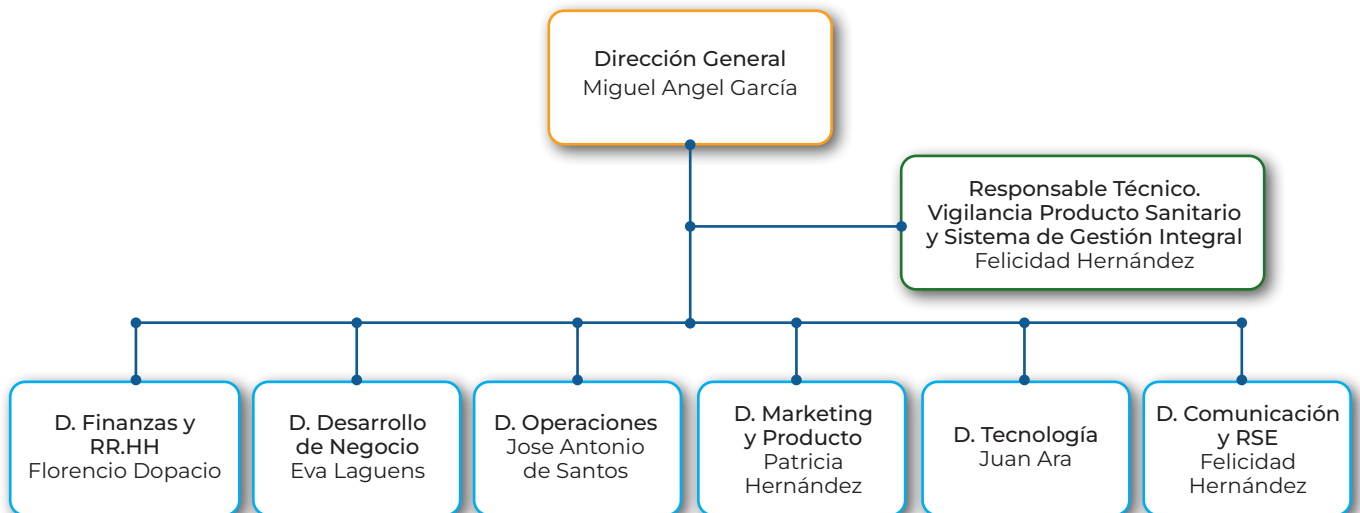 Dirección General
Miguel Angel García
Responsable Técnico.
Vigilancia Producto Sanitario
y Sistema de Gestión Integral
Felicidad Hernández
D. Finanzas y
RR.HH
Florencio Dopacio
D. Desarrollo
de Negocio
Eva Laguens
D. Operaciones
Jose Antonio
de Santos
D. Marketing
y Producto
Patricia
Hernández
D. Tecnología
Juan Ara
D. Comunicación
y RSE
Felicidad
Hernández